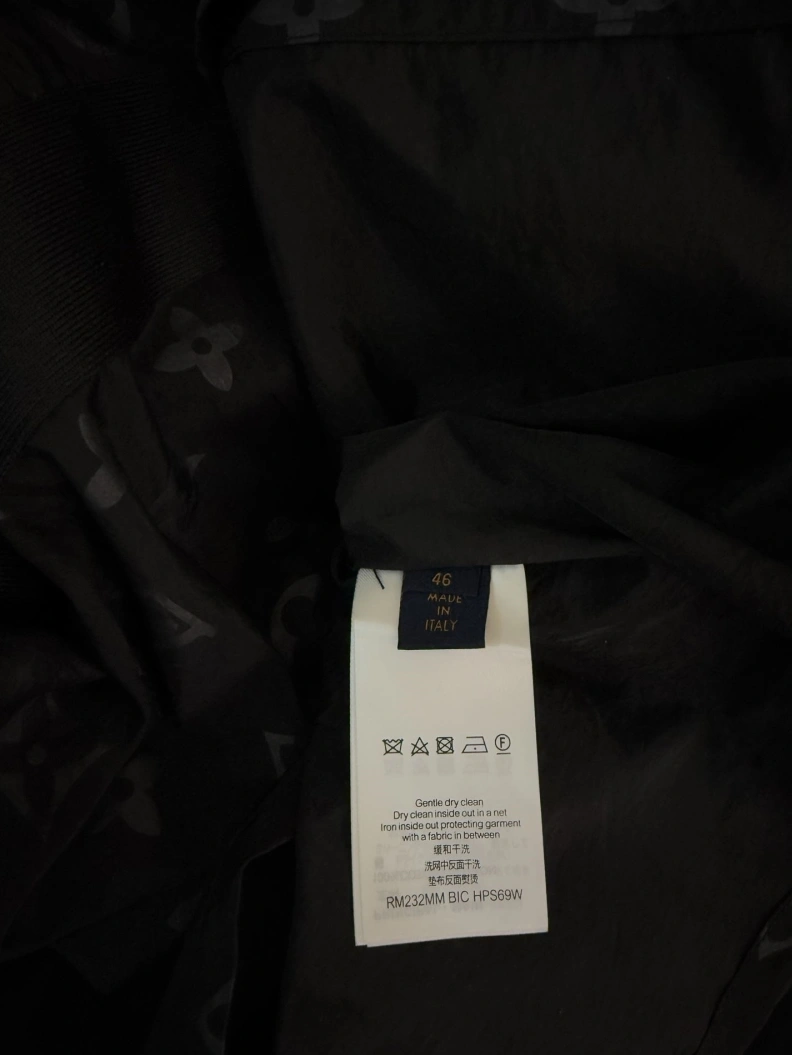 46
MADE
IN
ITALY
F
Gentle dry clean
Dry clean inside out in a net
Iron inside out protecting garment
with a fabric in between
缓和干洗
洗网中反面干洗
垫布反面熨烫
RM232MM BIC HPS69W